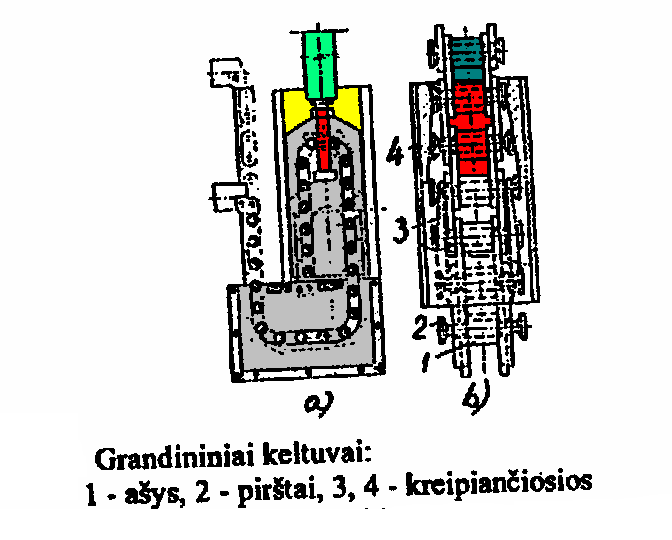 4
3
2
1
a)
b)
Grandininiai keltuvai:
1 - ašys, 2 - pirštai, 3, 4 - kreipiančiosios